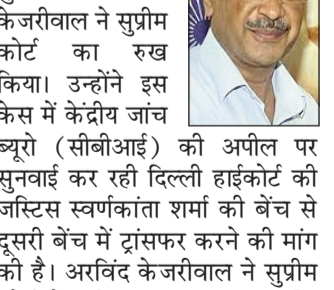 केजरीवाल ने सुप्रीम
कोर्ट का रुख
किया। उन्होंने इस
केस में केंद्रीय जांच
ब्यूरो (सीबीआई) की अपील पर
सुनवाई कर रही दिल्ली हाईकोर्ट की
जस्टिस स्वर्णकांता शर्मा की बेंच से
दूसरी बेंच में ट्रांसफर करने की मांग
की है। अरविंद केजरीवाल ने सुप्रीम